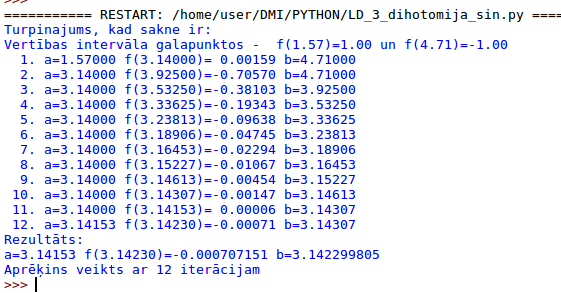 >>>
=========== RESTART: /home/user/DMI/PYTHON/LD_3_dihotomija_sin.py ====
Turpinajums, kad sakne ir:
Vertības intervāla galapunktos -  f(1.57)=1.00 un f(4.71)=-1.00
  1. a=1.57000 f(3.14000)= 0.00159 b=4.71000
  2. a=3.14000 f(3.92500)=-0.70570 b=4.71000
  3. a=3.14000 f(3.53250)=-0.38103 b=3.92500
  4. a=3.14000 f(3.33625)=-0.19343 b=3.53250
  5. a=3.14000 f(3.23813)=-0.09638 b=3.33625
  6. a=3.14000 f(3.18906)=-0.04745 b=3.23813
  7. a=3.14000 f(3.16453)=-0.02294 b=3.18906
  8. a=3.14000 f(3.15227)=-0.01067 b=3.16453
  9. a=3.14000 f(3.14613)=-0.00454 b=3.15227
 10. a=3.14000 f(3.14307)=-0.00147 b=3.14613
 11. a=3.14000 f(3.14153)= 0.00006 b=3.14307
 12. a=3.14153 f(3.14230)=-0.00071 b=3.14307
Rezultāts:
a=3.14153 f(3.14230)=-0.000707151 b=3.142299805
Aprēķins veikts ar 12 iterācijam
>>>